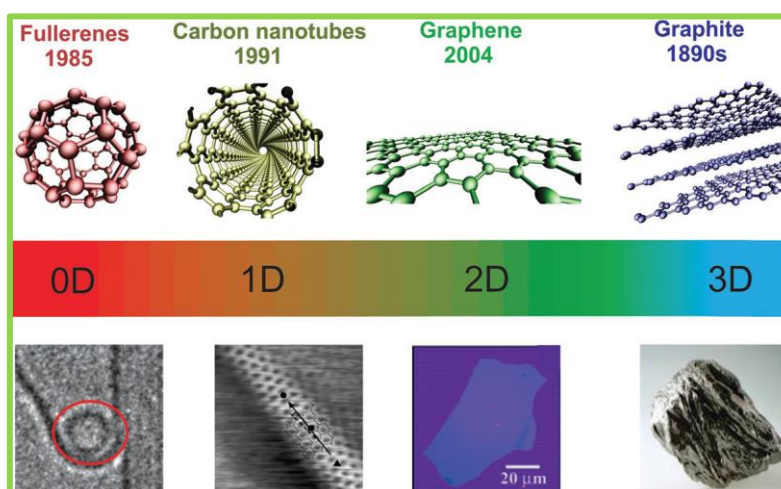 Fullerenes
1985
Carbon nanotubes
1991
Graphene
2004
Graphite
1890s
0D
1D
2D
3D
20 μm